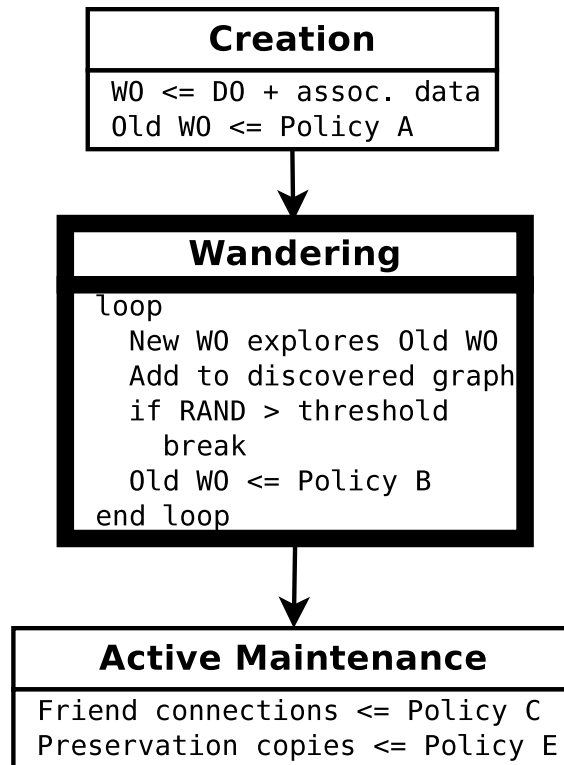 Creation
WO <= DO + assoc. data
Old WO <= Policy A
Wandering
loop
New WO explores Old WO
Add to discovered graph
if RAND > threshold
break
Old WO <= Policy B
end loop
Active Maintenance
Friend connections <= Policy C
Preservation copies <= Policy E